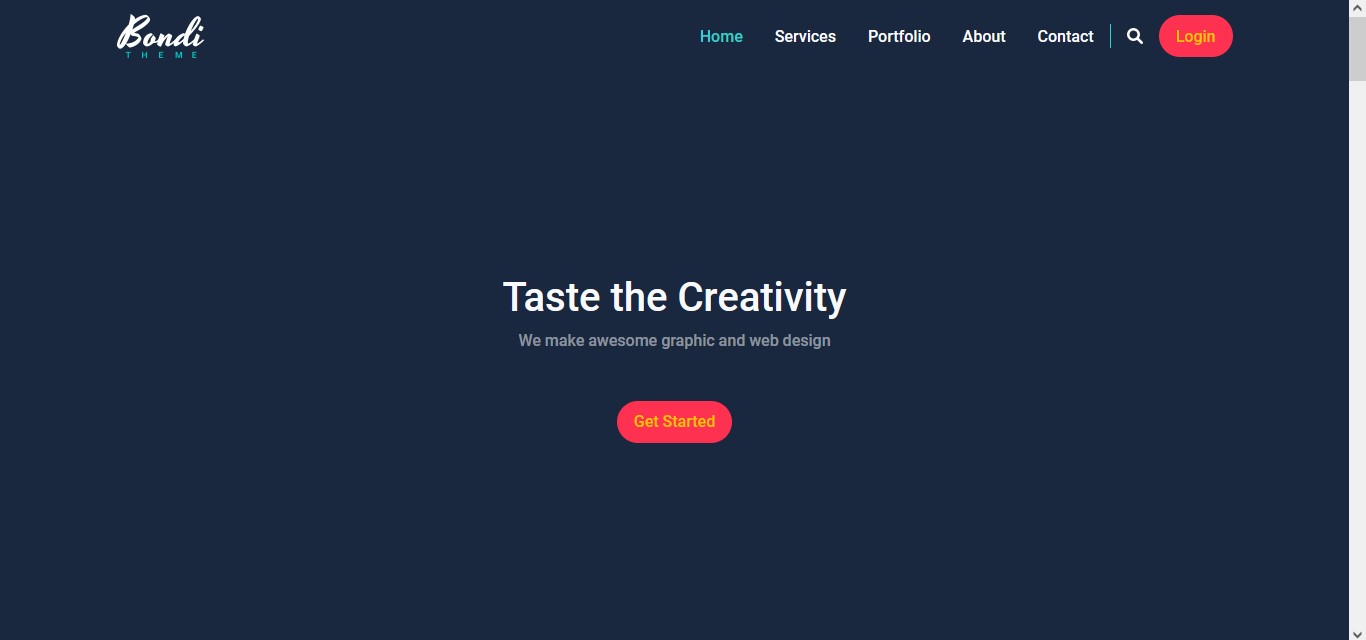 Bondi
THEME
Home Services Portfolio About Contact Login
Taste the Creativity
We make awesome graphic and web design
Get Started